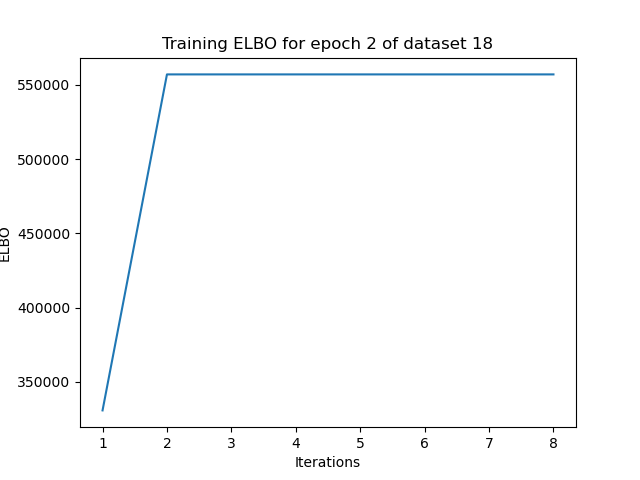 Training ELBO for epoch 2 of dataset 18
550000
500000
450000
400000
350000
ELBO
1 2 3 4 5 6 7 8
Iterations